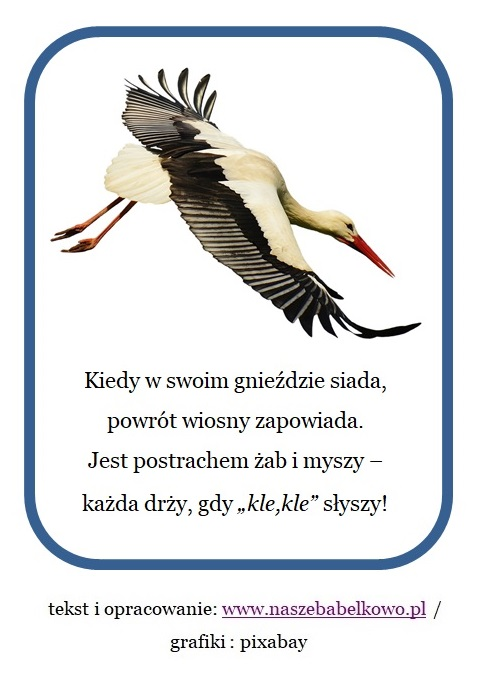 Kiedy w swoim gnieździe siada,
powrót wiosny zapowiada.
Jest postrachem żab i myszy –
każda drży, gdy „kle,kle” słyszy!
tekst i opracowanie: www.naszebabelkowo.pl /
grafiki : pixabay